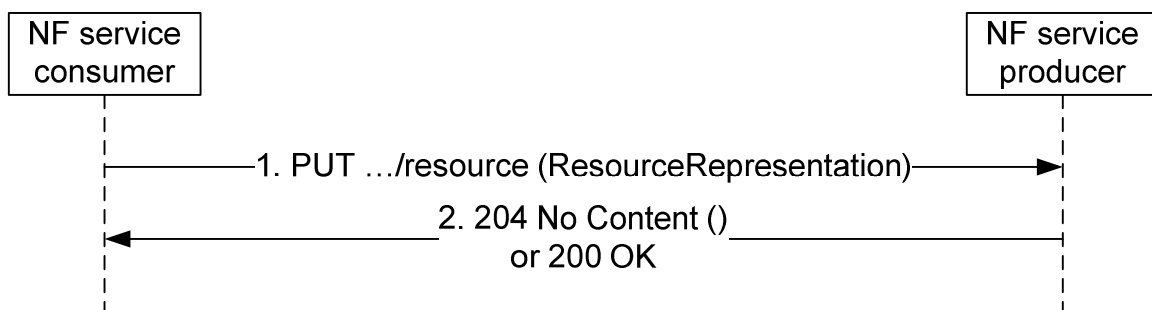 NF service
consumer
NF service
producer
1. PUT …/resource (ResourceRepresentation)
2. 204 No Content ()
or 200 OK